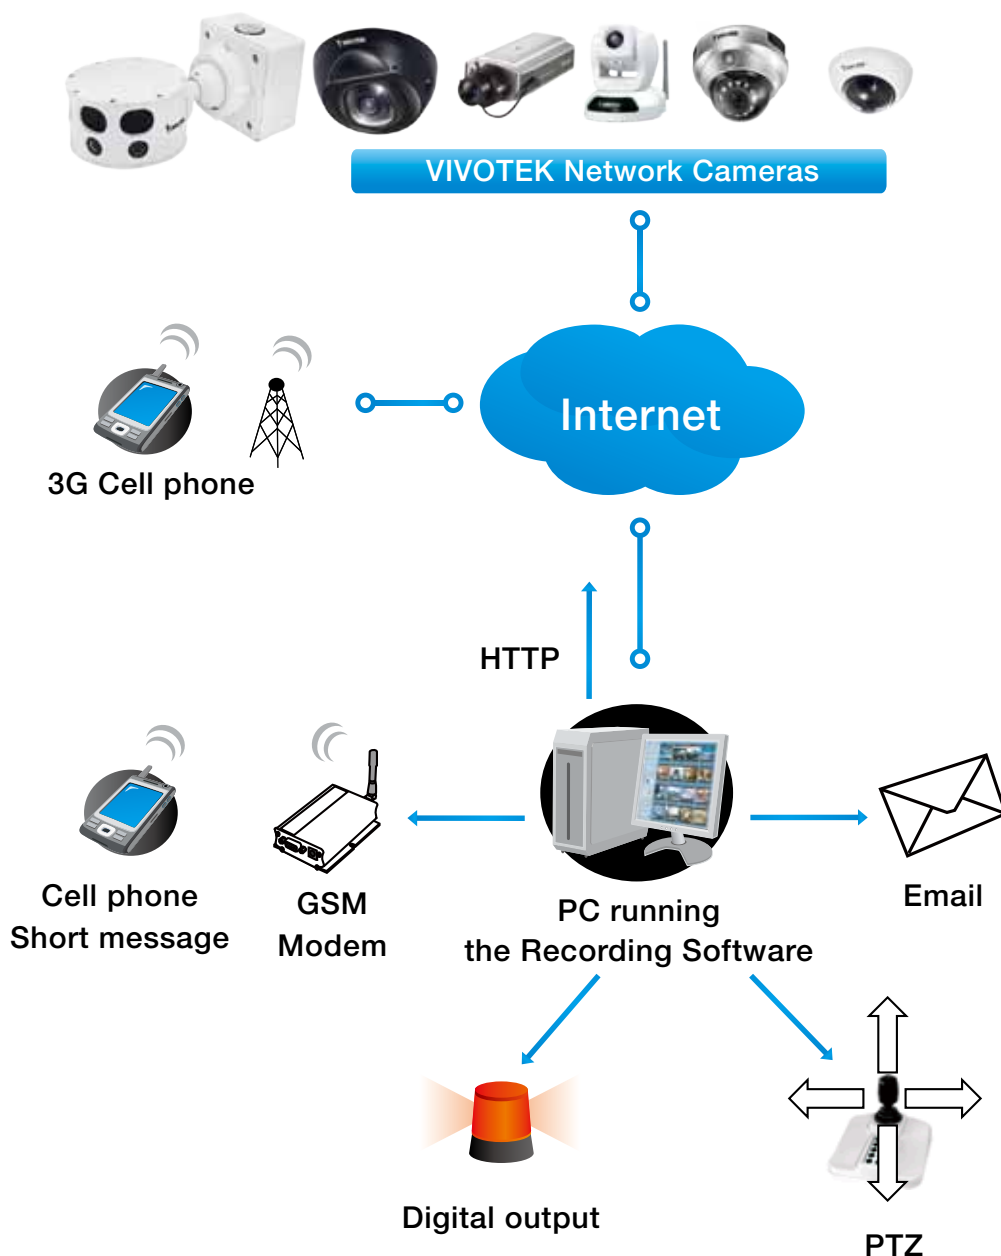 VIVOTEK Network Cameras
Internet
3G Cell phone
HTTP
Cell phone
Short message
GSM
Modem
PC running
the Recording Software
Email
Digital output
PTZ